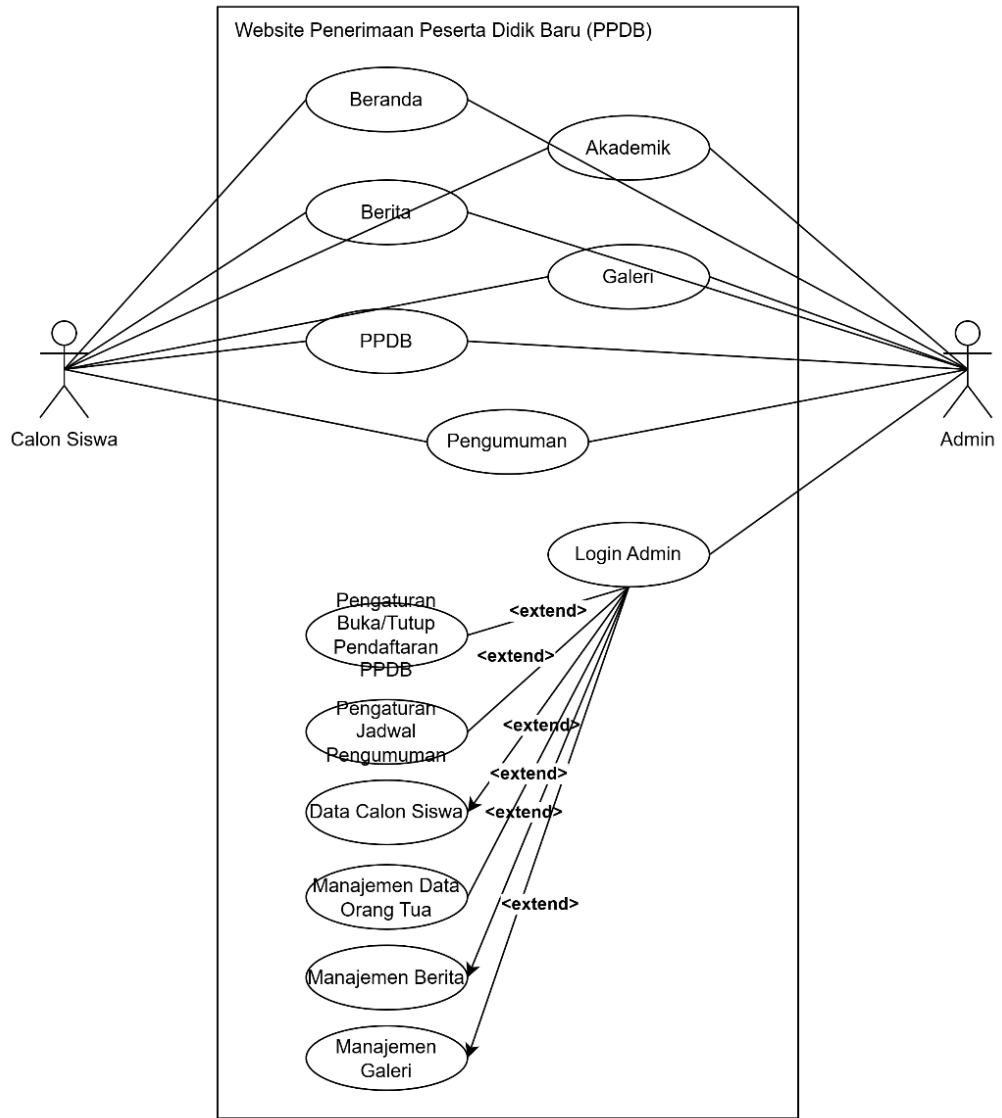 Website Penerimaan Peserta Didik Baru (PPDB)
Beranda
Akademik
Berita
Galeri
PPDB
Pengumuman
Calon Siswa
Admin
Login Admin
Pengaturan
Buka/Tutup
Pendaftaran
PPDB
<extend>
<extend>
Pengaturan
Jadwal
Pengumuman
<extend>
<extend>
Data Calon Siswa
<extend>
Manajemen Data
Orang Tua
<extend>
Manajemen Berita
Manajemen
Galeri